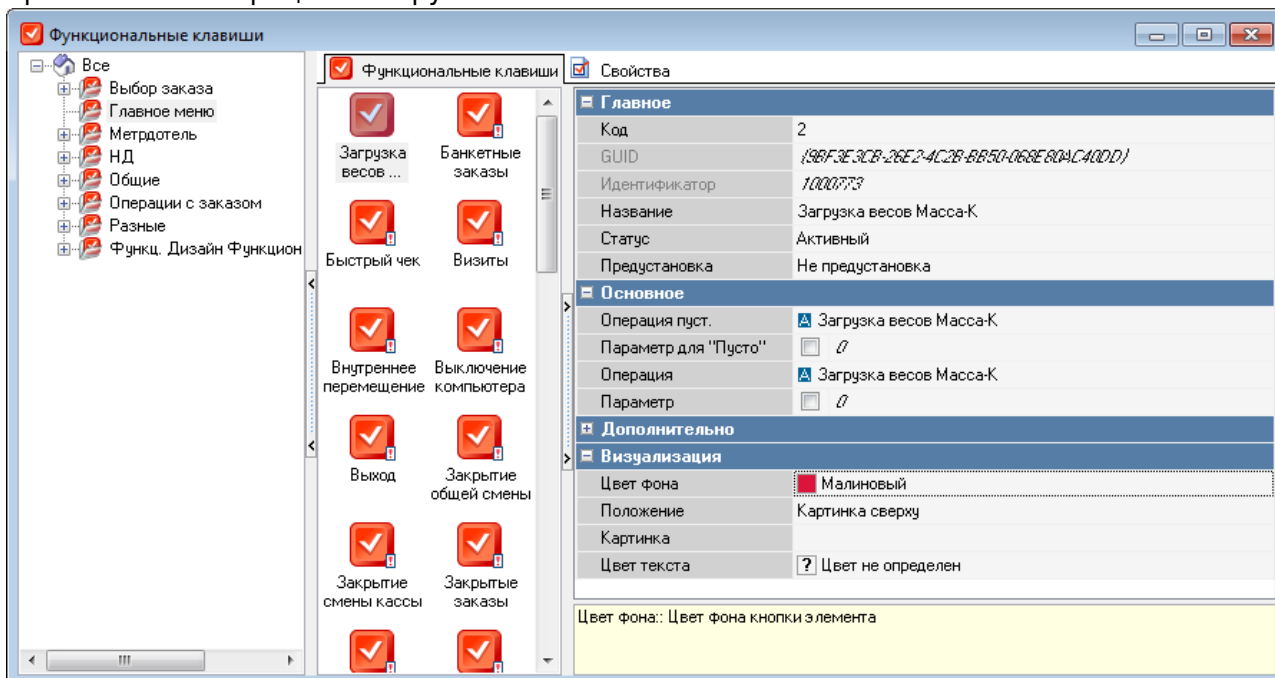 Функциональные клавиши
Все
Выбор заказа
Главное меню
Метрдотель
НД
Общие
Операции с заказом
Разные
Функц. Дизайн Функцион
Функциональные клавиши
Загрузка
весов ...
Банкетные
заказы
Быстрый чек
Визиты
Внутреннее
перемещение
Выключение
компьютера
Выход
Закрытие
общей смены
Закрытие
смены кассы
Закрытые
заказы
Свойства
Главное
Код 2
GUID {9BF3E3CB-26E2-4C2B-BB50-068E80AC40DD}
Идентификатор 1000773
Название Загрузка весов Масса-К
Статус Активный
Предустановка Не предустановка
Основное
Операция пуст. Загрузка весов Масса-К
Параметр для "Пусто" 0
Операция Загрузка весов Масса-К
Параметр 0
Дополнительно
Визуализация
Цвет фона Малиновый
Положение Картинка сверху
Картинка
Цвет текста ? Цвет не определен
Цвет фона:: Цвет фона кнопки элемента